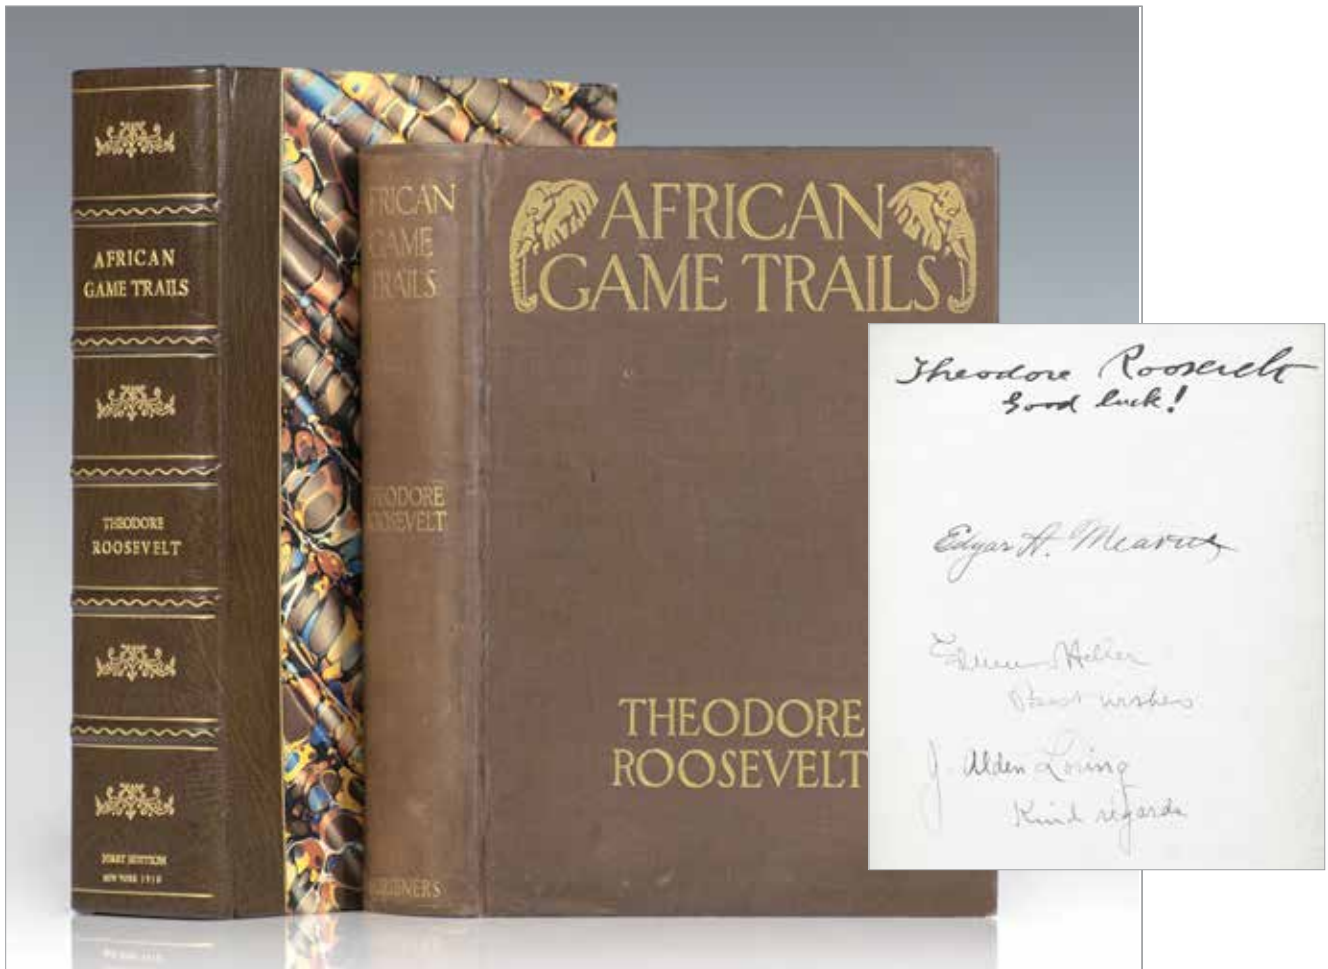 AFRICAN
GAME TRAILS
THEODORE
ROOSEVELT
FIRST EDITION
NEW YORK 1910
FRICAN
GAME
TRAILS
THEODORE
ROOSEVELT
SCRIBNER'S
AFRICAN
GAME TRAILS
THEODORE
ROOSEVELT
Theodore Roosevelt
Good luck!
Edgar A. Mearns
Edmund Heller
Best wishes
J. Alden Loring
Kind regards